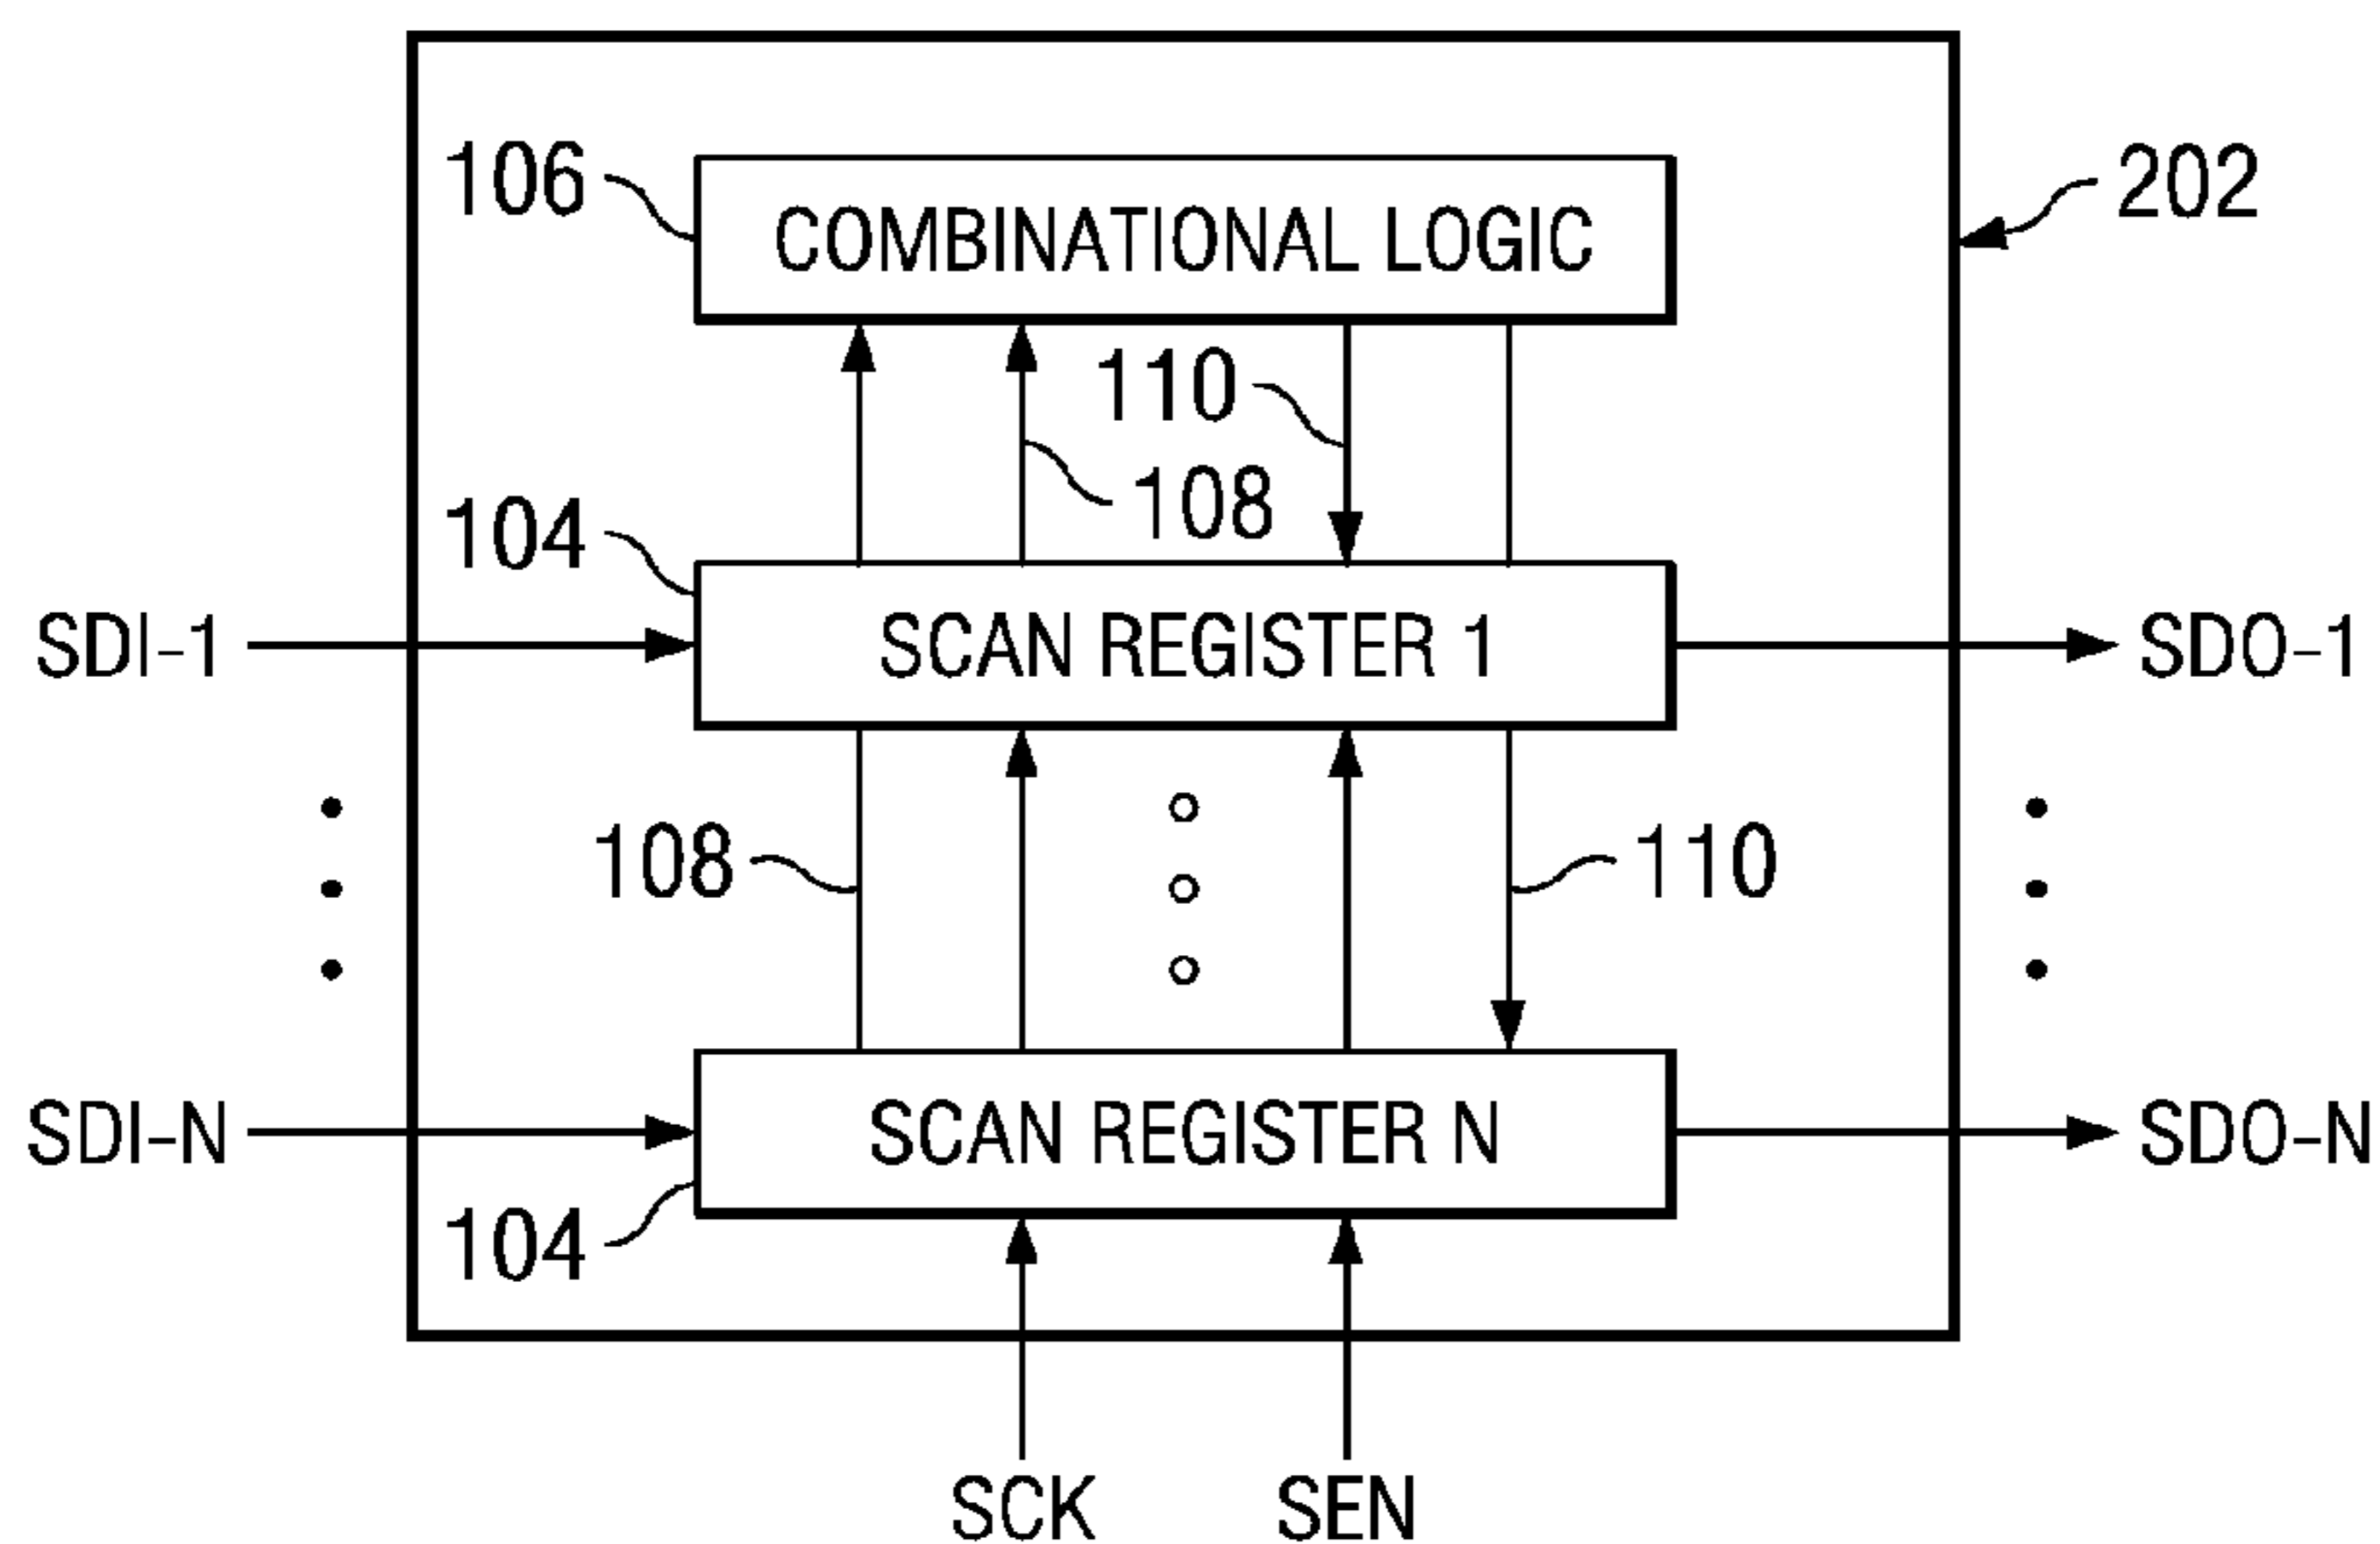 106
COMBINATIONAL LOGIC
202
110
108
104
SDI-1
SCAN REGISTER 1
SDO-1
108
110
SDI-N
SCAN REGISTER N
SDO-N
104
SCK
SEN